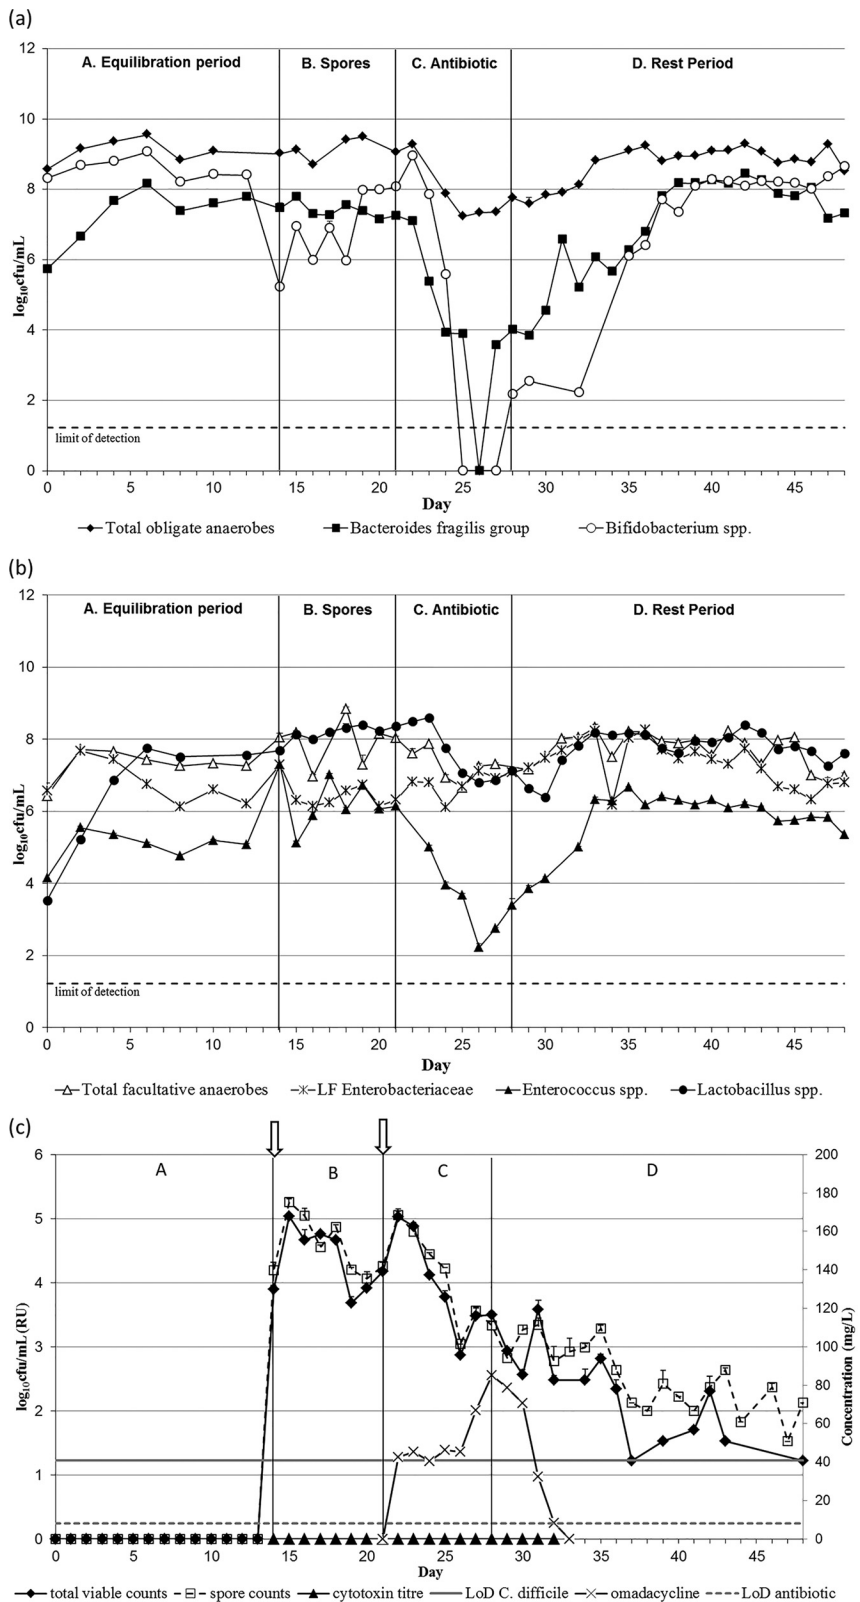 (a)
12
10
8
6
4
2
0
log10cfu/mL
A. Equilibration period
B. Spores
C. Antibiotic
D. Rest Period
limit of detection
0 5 10 15 20 25 30 35 40 45
Day
Total obligate anaerobes
Bacteroides fragilis group
Bifidobacterium spp.
(b)
12
10
8
6
4
2
0
log10cfu/mL
A. Equilibration period
B. Spores
C. Antibiotic
D. Rest Period
limit of detection
0 5 10 15 20 25 30 35 40 45
Day
Total facultative anaerobes
LF Enterobacteriaceae
Enterococcus spp.
Lactobacillus spp.
(c)
6
5
4
3
2
1
0
log10cfu/mL (RU)
A
B
C
D
200
180
160
140
120
100
80
60
40
20
0
Concentration (mg/L)
0 5 10 15 20 25 30 35 40 45
Day
total viable counts
spore counts
cytotoxin titre
LoD C. difficile
omadacycline
LoD antibiotic